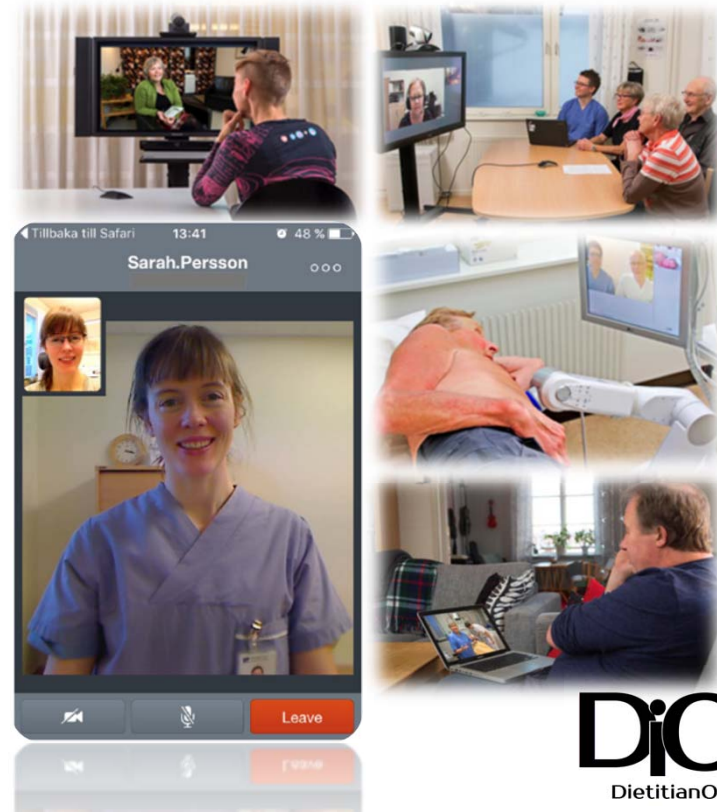 Tillbaka till Safari 13:41 48 %
Sarah.Persson
Leave
DiO
DietitianO